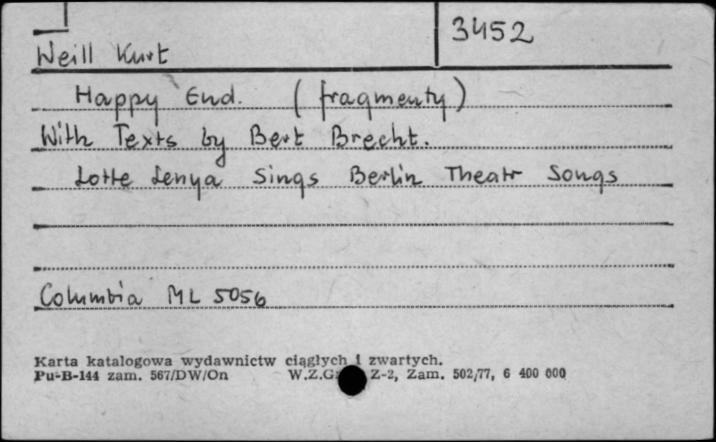 3452
Weill Kurt
Happy End. (fragmenty)
With Texts by Bert Brecht.
Lotte Lenya Sings Berlin Theatr Songs
Columbia ML 5056
Karta katalogowa wydawnictw ciągłych i zwartych.
Pu-B-144 zam. 567/DW/On W.Z.G Z-2, Zam. 502/77, 6 400 000